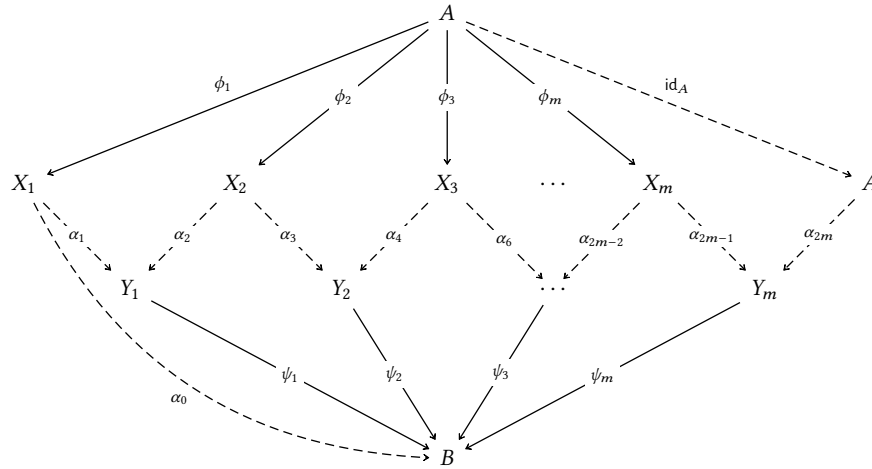 A
ϕ₁ ϕ₂ ϕ₃ ϕₘ id_A
X₁ X₂ X₃ ⋯ Xₘ A
α₁ α₂ α₃ α₄ α₆ α₂ₘ₋₂ α₂ₘ₋₁ α₂ₘ
Y₁ Y₂ ⋯ Yₘ
ψ₁ ψ₂ ψ₃ ψₘ
α₀
B